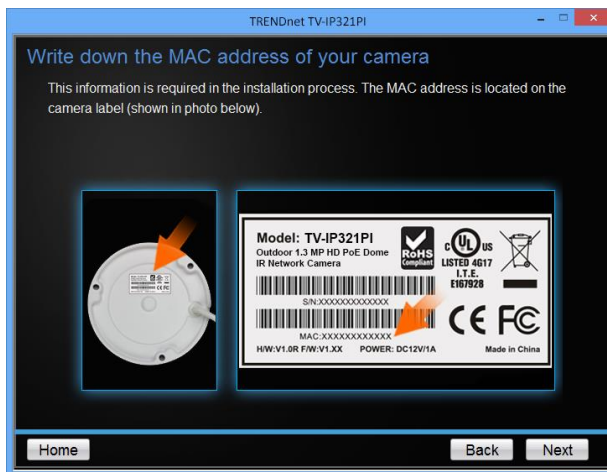 TRENDnet TV-IP321PI
Write down the MAC address of your camera
This information is required in the installation process. The MAC address is located on the
camera label (shown in photo below).
Model: TV-IP321PI
Outdoor 1.3 MP HD PoE Dome
IR Network Camera
RoHS
Compliant
C UL US
LISTED 4G17
I.T.E.
E167928
S/N:XXXXXXXXXXXXX
MAC:XXXXXXXXXXXX
CE FC
H/W:V1.0R F/W:V1.XX POWER: DC12V/1A Made in China
Home Back Next